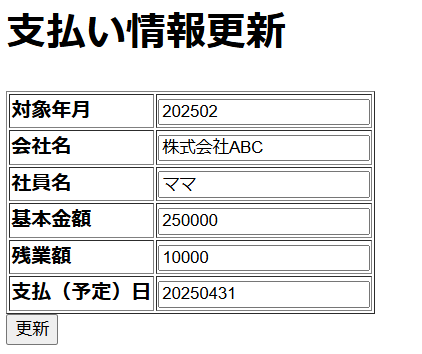 支払い情報更新
対象年月 202502
会社名 株式会社ABC
社員名 ママ
基本金額 250000
残業額 10000
支払（予定）日 20250431
更新